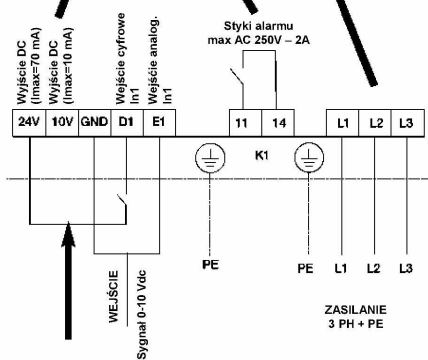 Wyjście DC
(Imax=70 mA)
Wyjście DC
(Imax=10 mA)
Wejście cyfrowe
In1
Wejśćie analog.
In1
Styki alarmu
max AC 250V – 2A
24V
10V
GND
D1
E1
11
14
L1
L2
L3
K1
PE
PE
L1
L2
L3
WEJŚCIE
Sygnał 0-10 Vdc
ZASILANIE
3 PH + PE